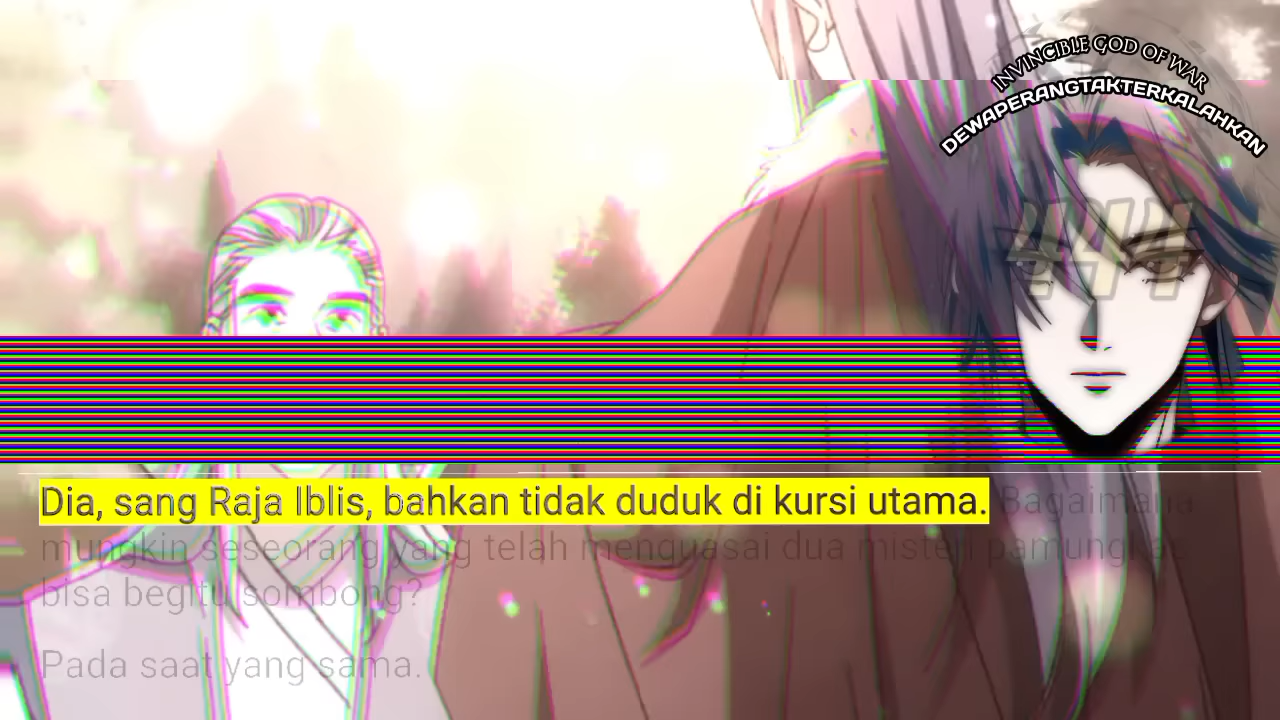 INVINCIBLE GOD OF WAR
DEWAPERANGTAKTERKALAHKAN
Dia, sang Raja Iblis, bahkan tidak duduk di kursi utama. Bagaimana
mungkin seseorang yang telah menguasai dua misteri pamungkas
bisa begitu sombong?
Pada saat yang sama.